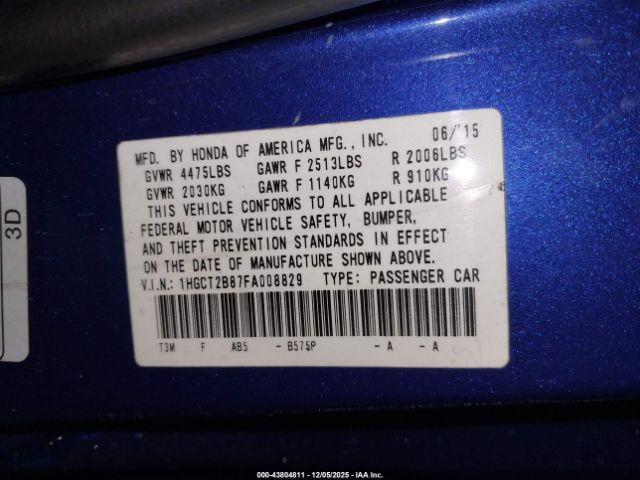 MFD. BY HONDA OF AMERICA MFG., INC. 06/15
GVWR 4475LBS GAWR F 2513LBS R 2006LBS
GVWR 2030KG GAWR F 1140KG R 910KG
THIS VEHICLE CONFORMS TO ALL APPLICABLE
FEDERAL MOTOR VEHICLE SAFETY, BUMPER,
AND THEFT PREVENTION STANDARDS IN EFFECT
ON THE DATE OF MANUFACTURE SHOWN ABOVE.
V.I.N.: 1HGCT2B87FA008829 TYPE: PASSENGER CAR
T3M F AB5 - B575P - A - A
3D
000-43804811 - 12/05/2025 - IAA Inc.